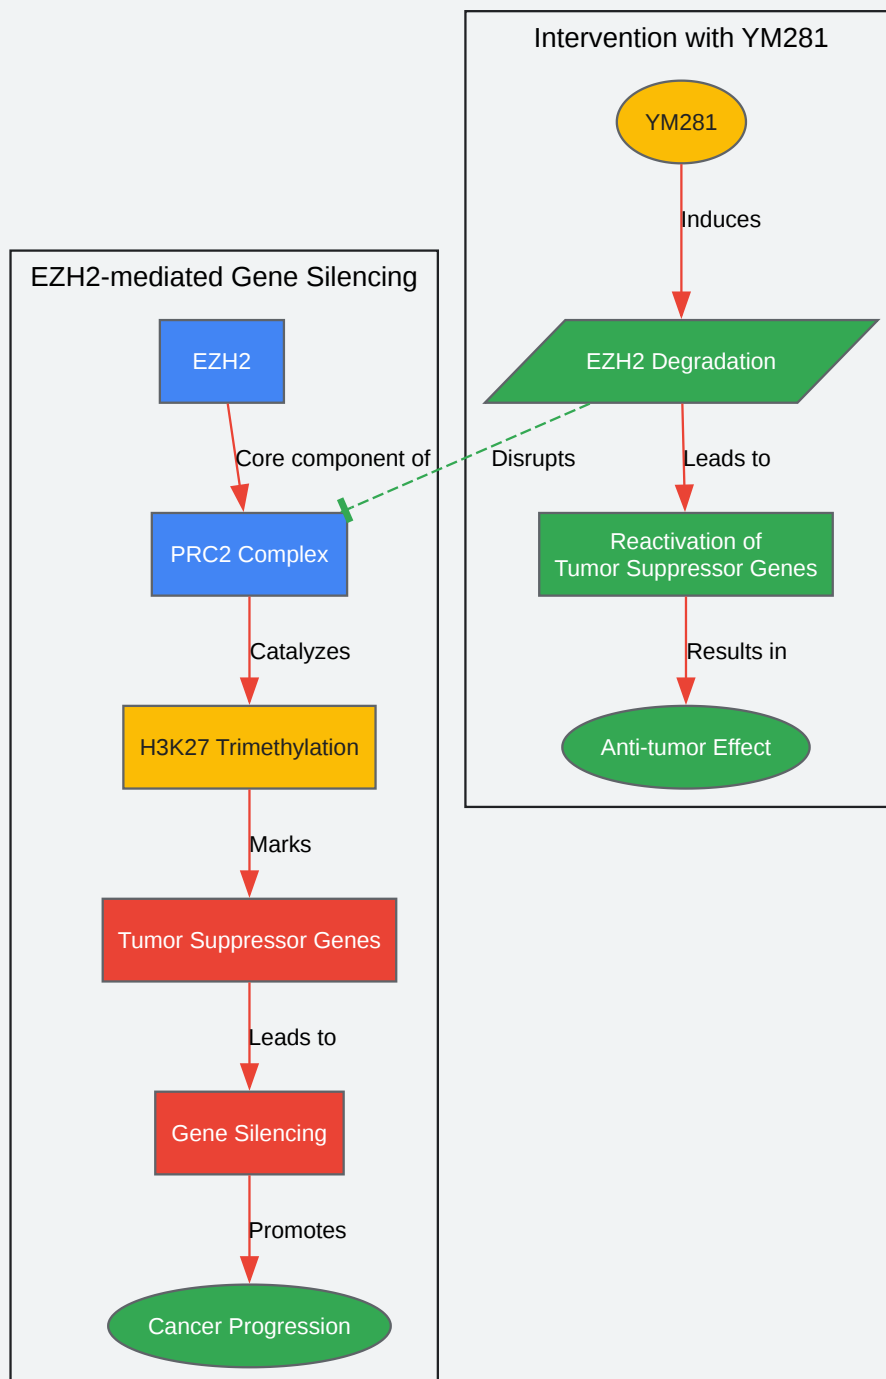 Intervention with YM281
YM281
Induces
EZH2 Degradation
Disrupts
Leads to
Reactivation of
Tumor Suppressor Genes
Results in
Anti-tumor Effect
EZH2-mediated Gene Silencing
EZH2
Core component of
PRC2 Complex
Catalyzes
H3K27 Trimethylation
Marks
Tumor Suppressor Genes
Leads to
Gene Silencing
Promotes
Cancer Progression